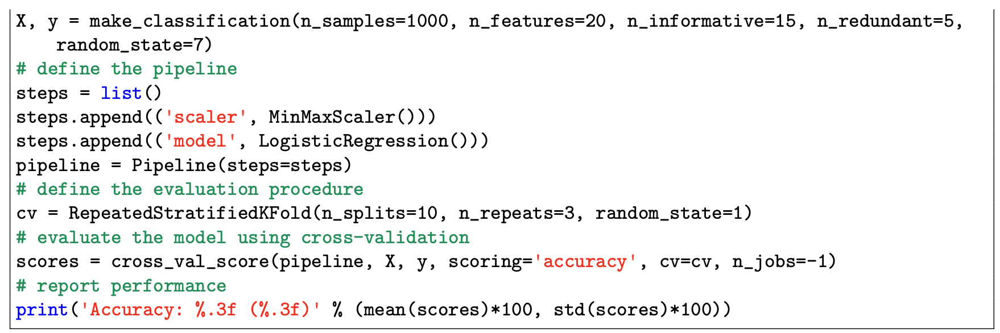 X, y = make_classification(n_samples=1000, n_features=20, n_informative=15, n_redundant=5,
    random_state=7)
# define the pipeline
steps = list()
steps.append(('scaler', MinMaxScaler()))
steps.append(('model', LogisticRegression()))
pipeline = Pipeline(steps=steps)
# define the evaluation procedure
cv = RepeatedStratifiedKFold(n_splits=10, n_repeats=3, random_state=1)
# evaluate the model using cross-validation
scores = cross_val_score(pipeline, X, y, scoring='accuracy', cv=cv, n_jobs=-1)
# report performance
print('Accuracy: %.3f (%.3f)' % (mean(scores)*100, std(scores)*100))